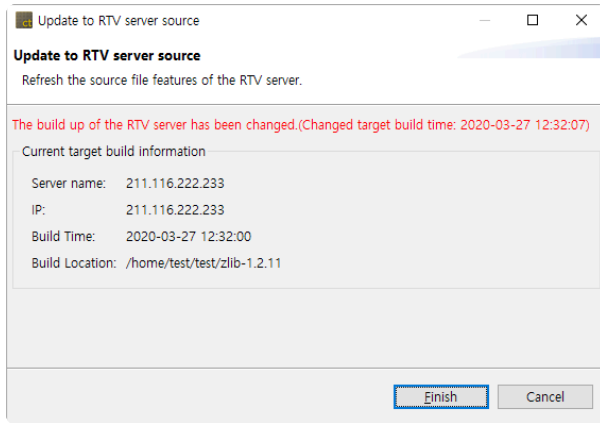 ct Update to RTV server source
Update to RTV server source
Refresh the source file features of the RTV server.
The build up of the RTV server has been changed.(Changed target build time: 2020-03-27 12:32:07)
Current target build information
Server name: 211.116.222.233
IP: 211.116.222.233
Build Time: 2020-03-27 12:32:00
Build Location: /home/test/test/zlib-1.2.11
Finish Cancel